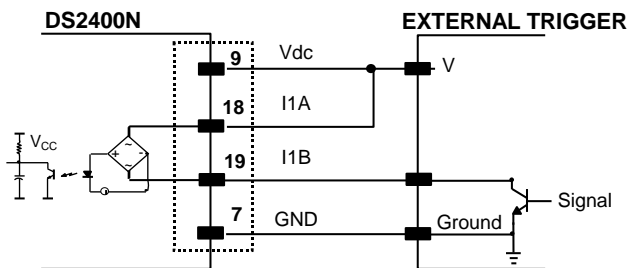 DS2400N
EXTERNAL TRIGGER
9 Vdc V
18 I1A
VCC
+ ~ ~ -
19 I1B
Signal
7 GND Ground